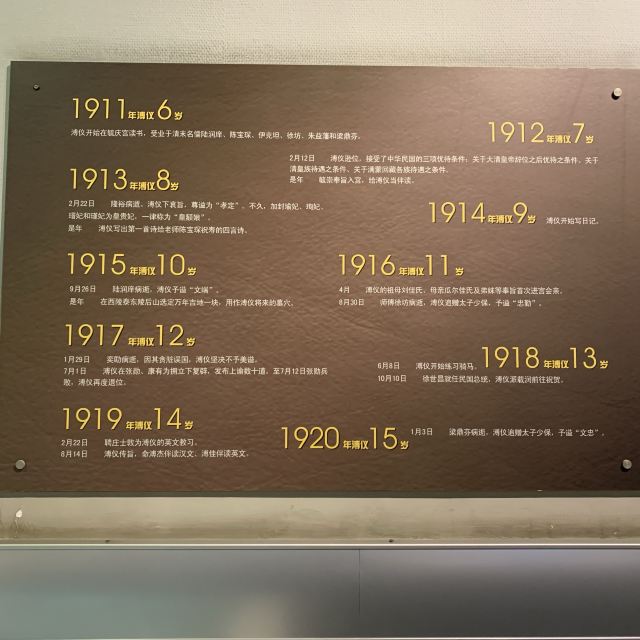 1911年溥仪6岁
溥仪开始在毓庆宫读书，受业于清末名儒陆润庠、陈宝琛、伊克坦、徐坊、朱益藩和梁鼎芬。
1912年溥仪7岁
2月12日 溥仪逊位，接受了中华民国的三项优待条件：关于大清皇帝辞位之后优待之条件、关于
清皇族待遇之条件、关于满蒙回藏各族待遇之条件。
是年 毓崇奉旨入宫，给溥仪当伴读。
1913年溥仪8岁
2月22日 隆裕病逝，溥仪下哀旨，尊谥为“孝定”。不久，加封瑜妃、珣妃、
瑨妃和瑾妃为皇贵妃，一律称为“皇额娘”。
是年 溥仪写出第一首诗给老师陈宝琛祝寿的四言诗。
1914年溥仪9岁 溥仪开始写日记。
1915年溥仪10岁
9月26日 陆润庠病逝，溥仪予谥“文端”。
是年 在西陵泰东陵后山选定万年吉地一块，用作溥仪将来的墓穴。
1916年溥仪11岁
4月 溥仪的祖母刘佳氏、母亲瓜尔佳氏及弟妹等奉旨首次进宫会亲。
8月30日 师傅徐坊病逝，溥仪追赠太子少保，予谥“忠勤”。
1917年溥仪12岁
1月29日 奕劻病逝，因其贪赃误国，溥仪坚决不予美谥。
7月1日 溥仪在张勋、康有为拥立下复辟，发布上谕数十道，至7月12日张勋兵
败，溥仪再度退位。
1918年溥仪13岁
6月8日 溥仪开始练习骑马。
10月10日 徐世昌就任民国总统，溥仪派载润前往祝贺。
1919年溥仪14岁
2月22日 聘庄士敦为溥仪的英文教习。
8月14日 溥仪传旨，命溥杰伴读汉文、溥佳伴读英文。
1920年溥仪15岁
1月3日 梁鼎芬病逝，溥仪追赠太子少保，予谥“文忠”。